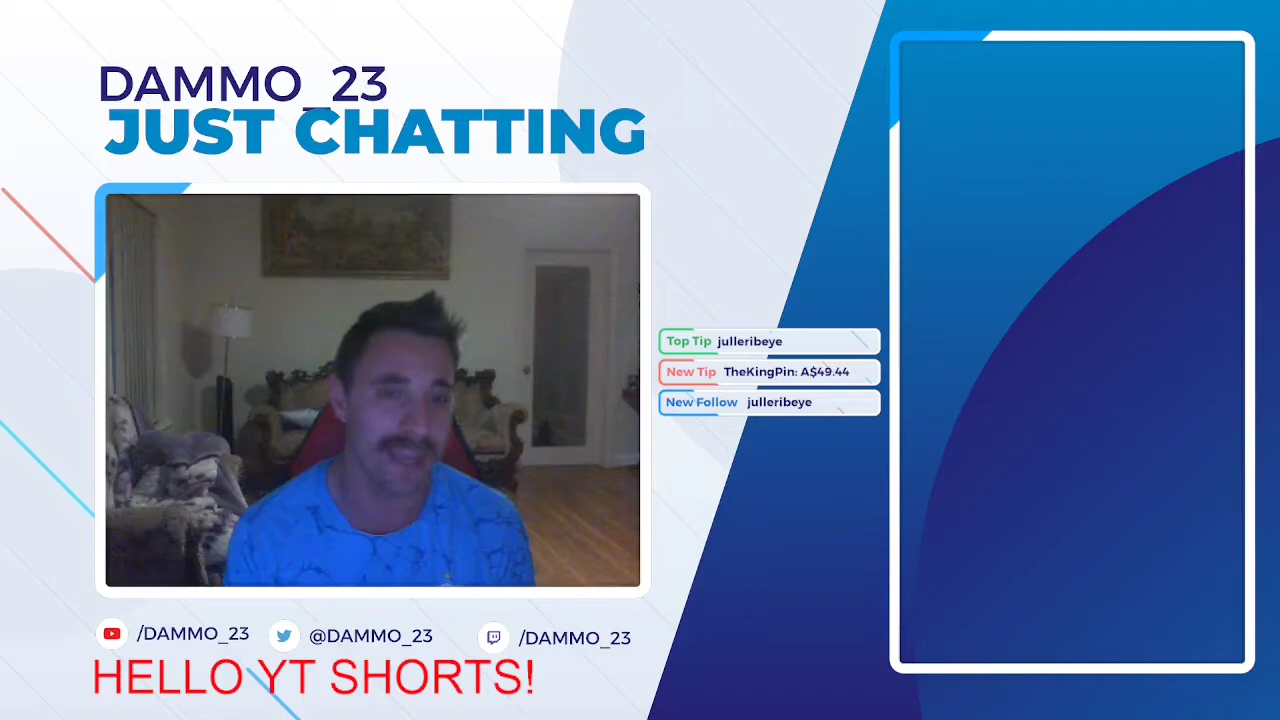 DAMMO_23
JUST CHATTING
Top Tip julleribeye
New Tip TheKingPin: A$49.44
New Follow julleribeye
/DAMMO_23 @DAMMO_23 /DAMMO_23
HELLO YT SHORTS!